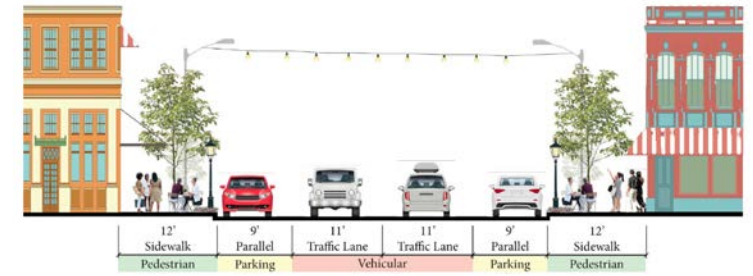 12' 9' 11' 11' 9' 12'
Sidewalk Parallel Traffic Lane Traffic Lane Parallel Sidewalk
Pedestrian Parking Vehicular Parking Pedestrian